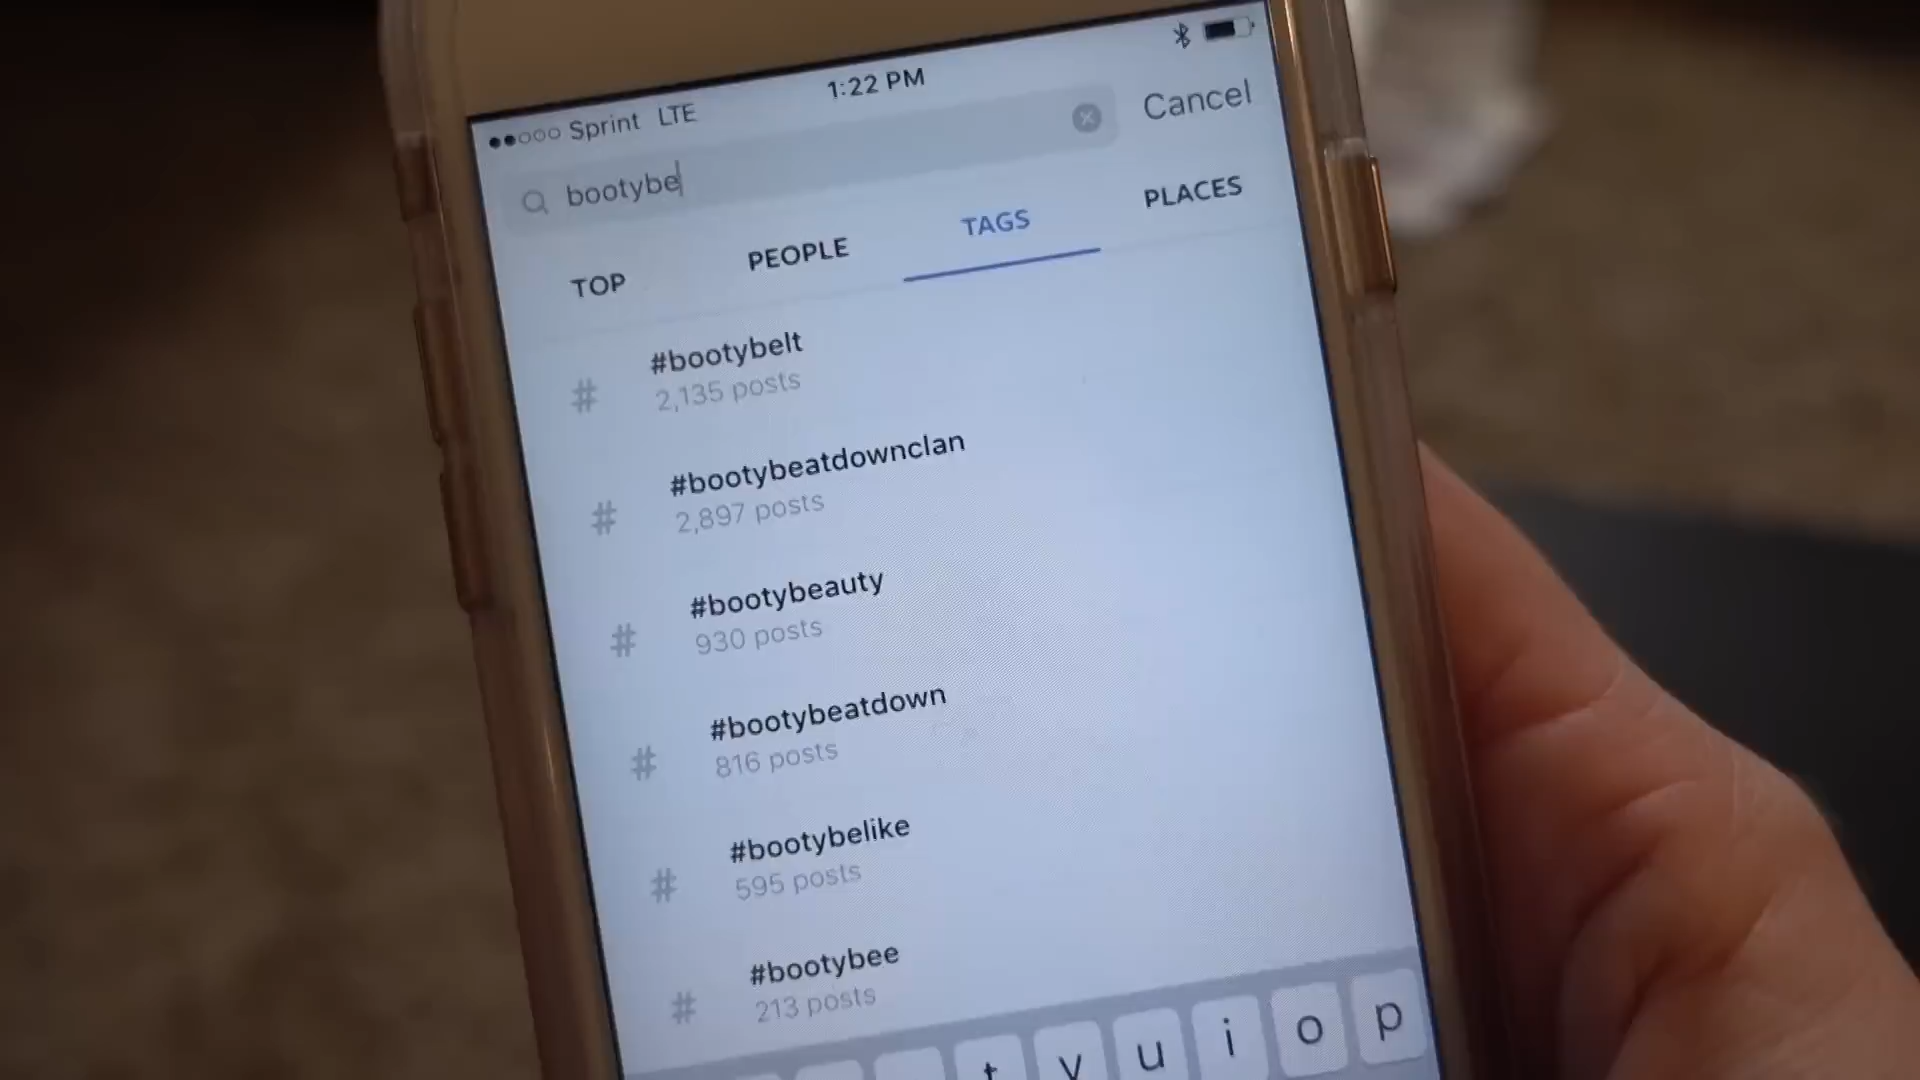 Sprint LTE 1:22 PM
bootybe Cancel
TOP PEOPLE TAGS PLACES
# #bootybelt
2,135 posts
# #bootybeatdownclan
2,897 posts
# #bootybeauty
930 posts
# #bootybeatdown
816 posts
# #bootybelike
595 posts
# #bootybee
213 posts
t y u i o p